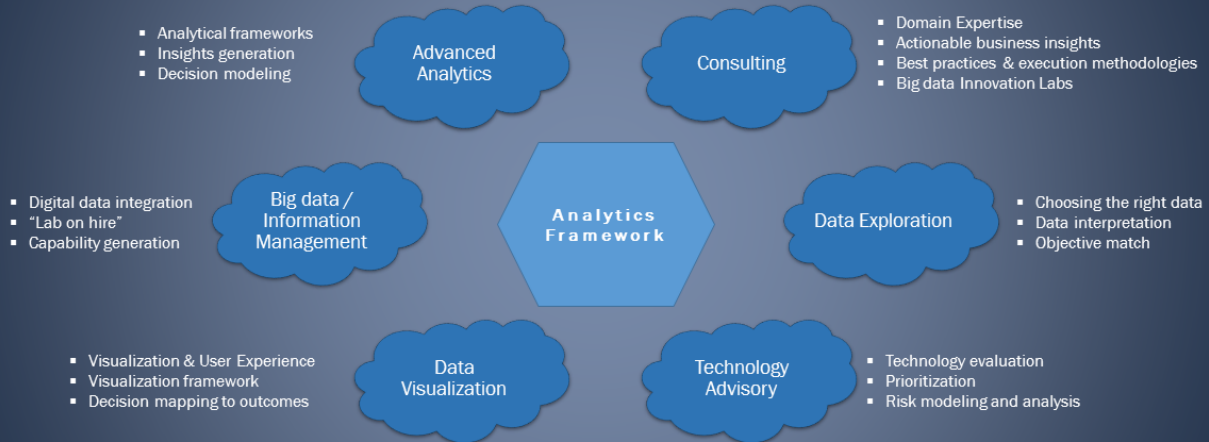 ▪ Analytical frameworks
▪ Insights generation
▪ Decision modeling
Advanced
Analytics
Consulting
▪ Domain Expertise
▪ Actionable business insights
▪ Best practices & execution methodologies
▪ Big data Innovation Labs
▪ Digital data integration
▪ “Lab on hire”
▪ Capability generation
Big data /
Information
Management
Analytics
Framework
Data Exploration
▪ Choosing the right data
▪ Data interpretation
▪ Objective match
▪ Visualization & User Experience
▪ Visualization framework
▪ Decision mapping to outcomes
Data
Visualization
Technology
Advisory
▪ Technology evaluation
▪ Prioritization
▪ Risk modeling and analysis